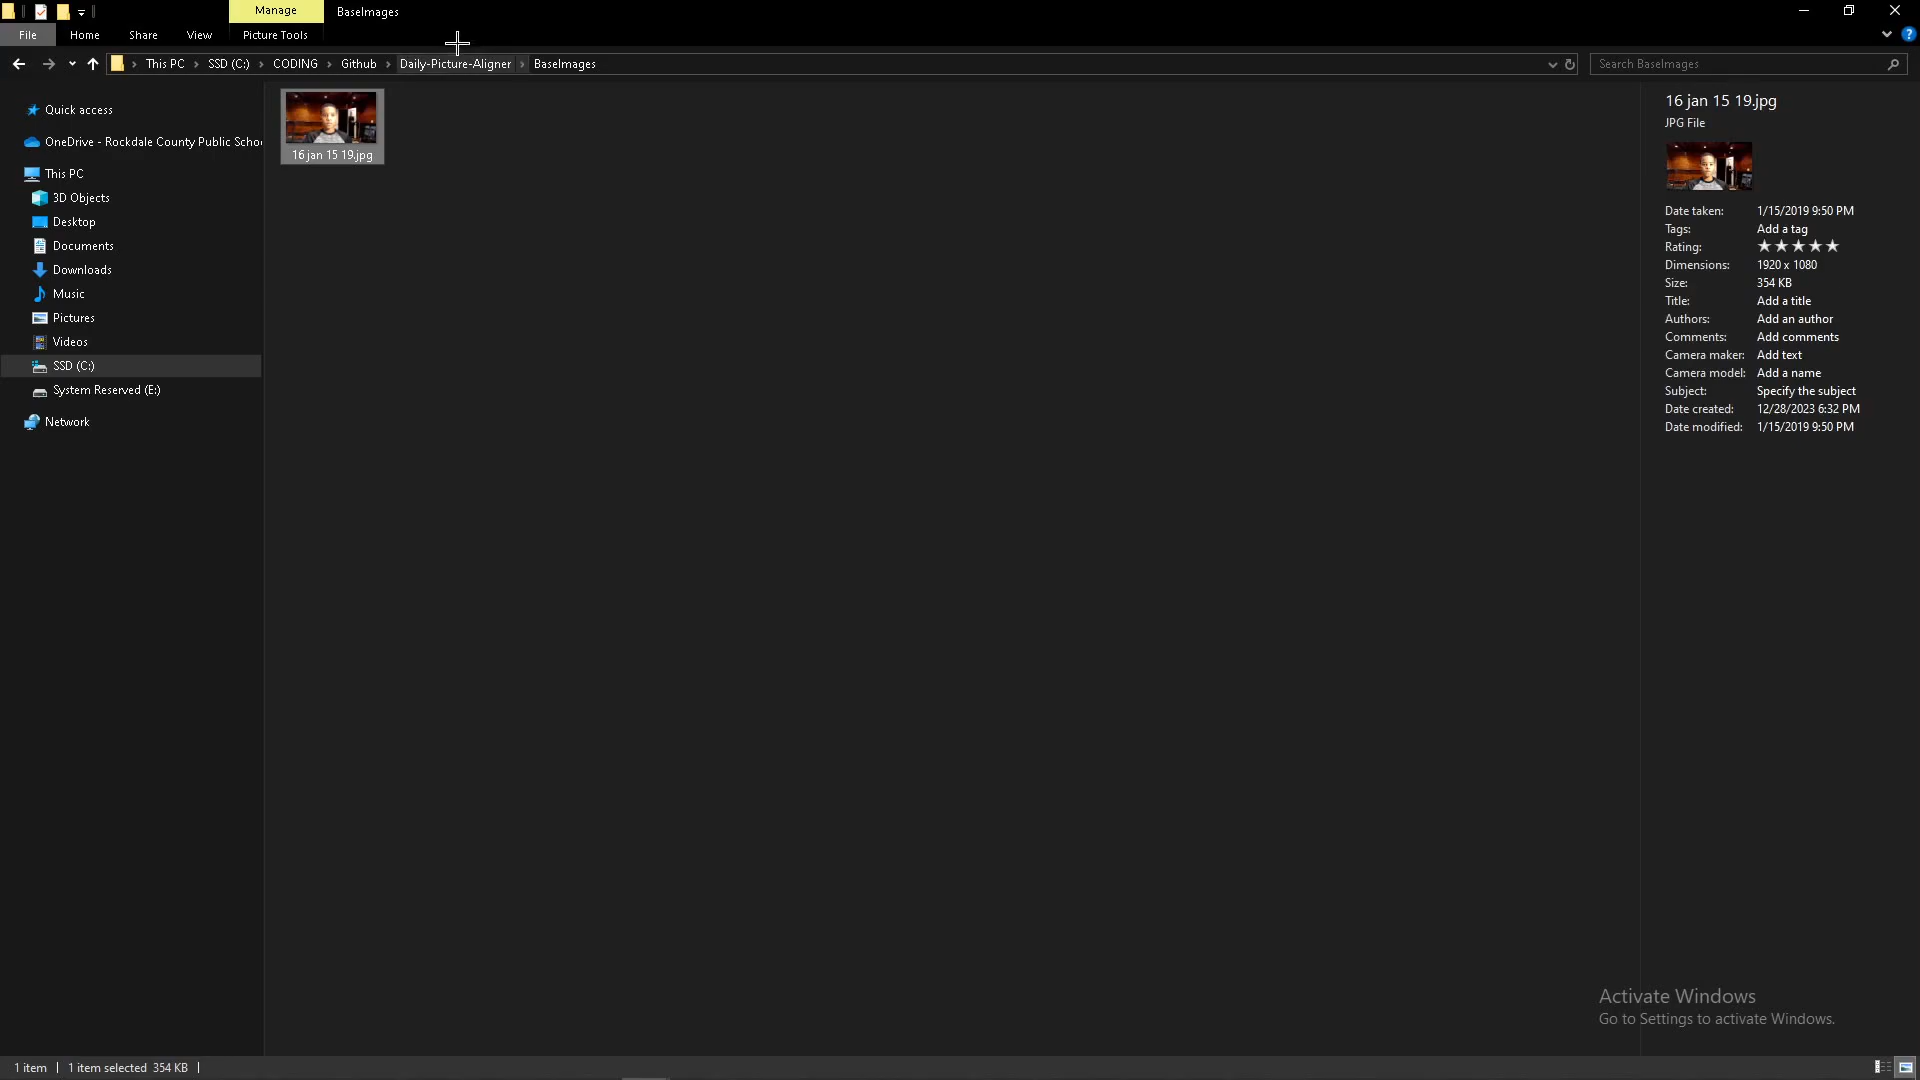 Manage
BaseImages
File
Home
Share
View
Picture Tools
This PC
SSD (C:)
CODING
Github
Daily-Picture-Aligner
BaseImages
Search BaseImages
Quick access
OneDrive - Rockdale County Public Schoo
This PC
3D Objects
Desktop
Documents
Downloads
Music
Pictures
Videos
SSD (C:)
System Reserved (E:)
Network
16 jan 15 19.jpg
16 jan 15 19.jpg
JPG File
Date taken: 1/15/2019 9:50 PM
Tags: Add a tag
Rating:
Dimensions: 1920 x 1080
Size: 354 KB
Title: Add a title
Authors: Add an author
Comments: Add comments
Camera maker: Add text
Camera model: Add a name
Subject: Specify the subject
Date created: 12/28/2023 6:32 PM
Date modified: 1/15/2019 9:50 PM
Activate Windows
Go to Settings to activate Windows.
1 item
1 item selected 354 KB